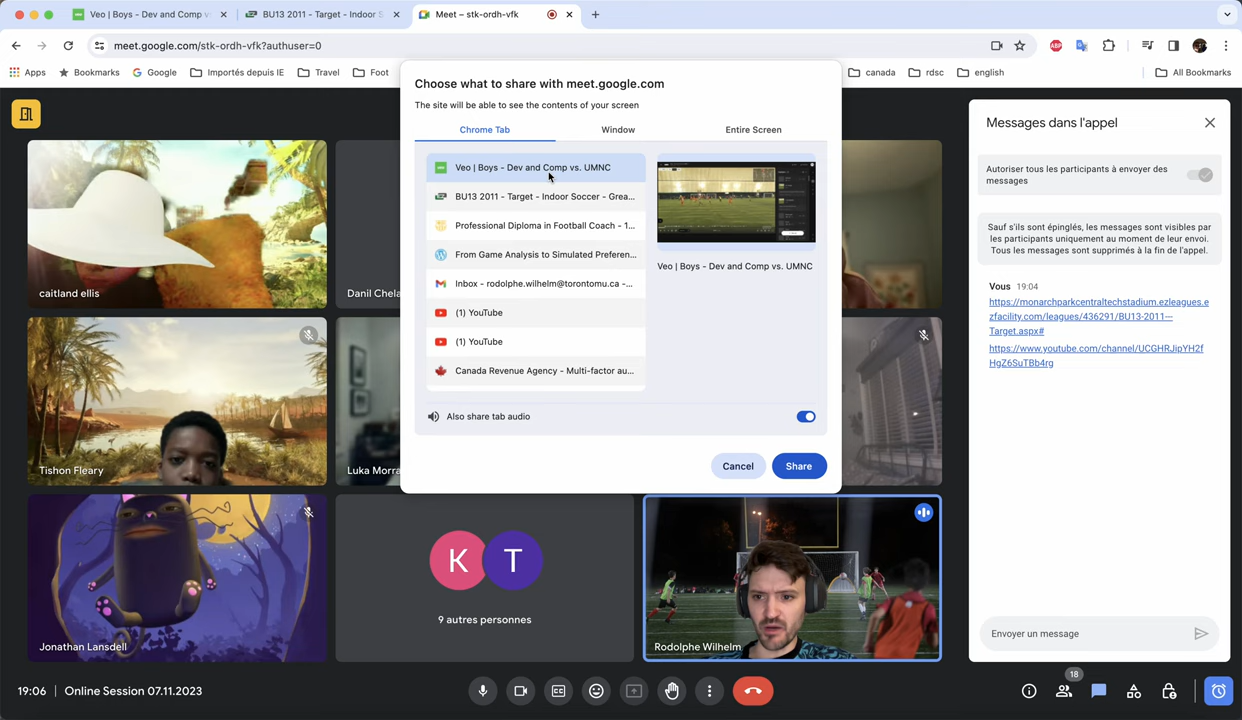 Veo | Boys - Dev and Comp v
BU13 2011 - Target - Indoor S
Meet – stk-ordh-vfk
meet.google.com/stk-ordh-vfk?authuser=0
ABP
Apps
Bookmarks
Google
Importés depuis IE
Travel
Foot
canada
rdsc
english
All Bookmarks
Choose what to share with meet.google.com
The site will be able to see the contents of your screen
Chrome Tab
Window
Entire Screen
Veo | Boys - Dev and Comp vs. UMNC
BU13 2011 - Target - Indoor Soccer - Grea...
Professional Diploma in Football Coach - 1...
From Game Analysis to Simulated Preferen...
Inbox - rodolphe.wilhelm@torontomu.ca -...
(1) YouTube
(1) YouTube
Canada Revenue Agency - Multi-factor au...
Veo | Boys - Dev and Comp vs. UMNC
Also share tab audio
Cancel
Share
caitland ellis
Danil Chela
Tishon Fleary
Luka Morra
Jonathan Lansdell
K
T
9 autres personnes
Rodolphe Wilhelm
Messages dans l'appel
Autoriser tous les participants à envoyer des
messages
Sauf s'ils sont épinglés, les messages sont visibles par
les participants uniquement au moment de leur envoi.
Tous les messages sont supprimés à la fin de l'appel.
Vous 19:04
https://monarchparkcentraltechstadium.ezleagues.e
zfacility.com/leagues/436291/BU13-2011---
Target.aspx#
https://www.youtube.com/channel/UCGHRJipYH2f
HgZ6SuTBb4rg
Envoyer un message
19:06 | Online Session 07.11.2023
CC
18